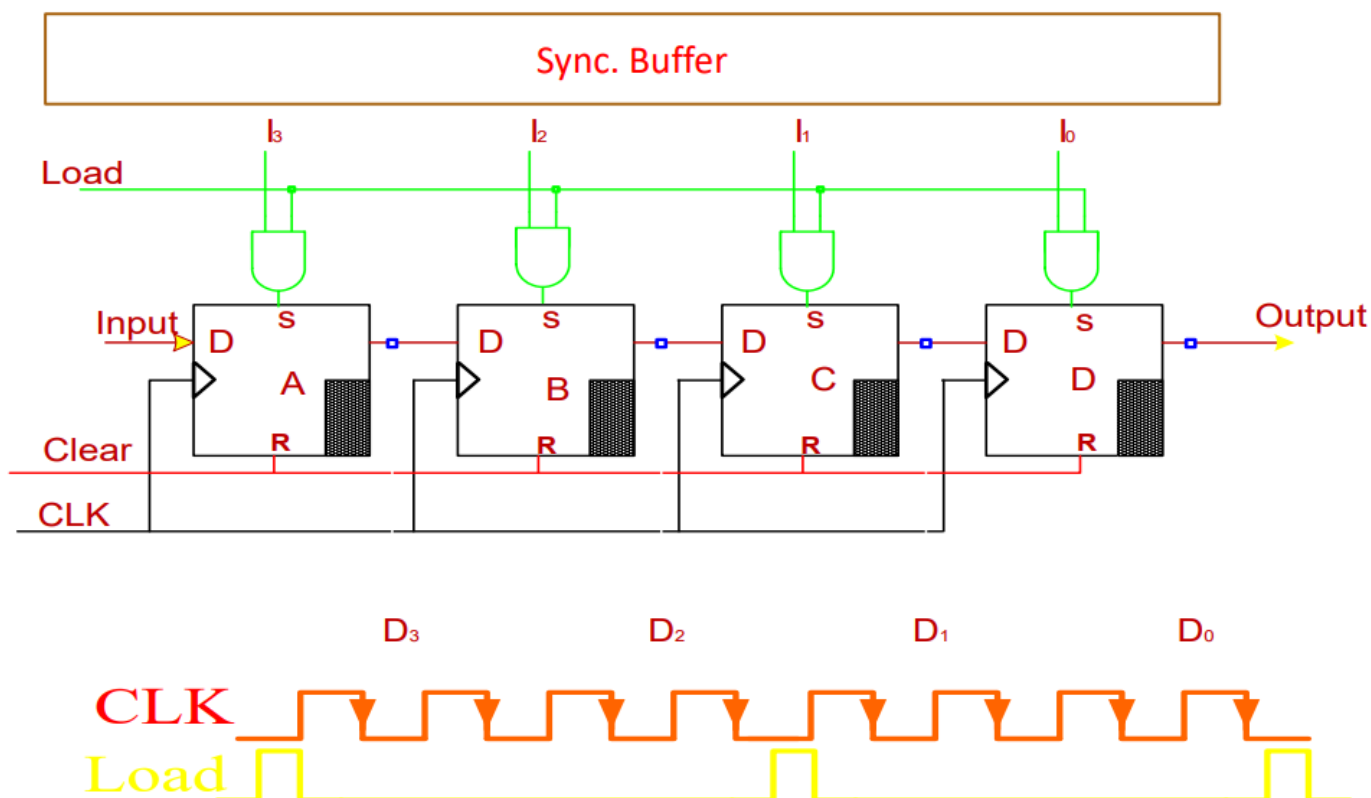 Sync. Buffer
I₃ I₂ I₁ I₀
Load
S S S S
Input D D D D Output
A B C D
R R R R
Clear
CLK
D₃ D₂ D₁ D₀
CLK
Load